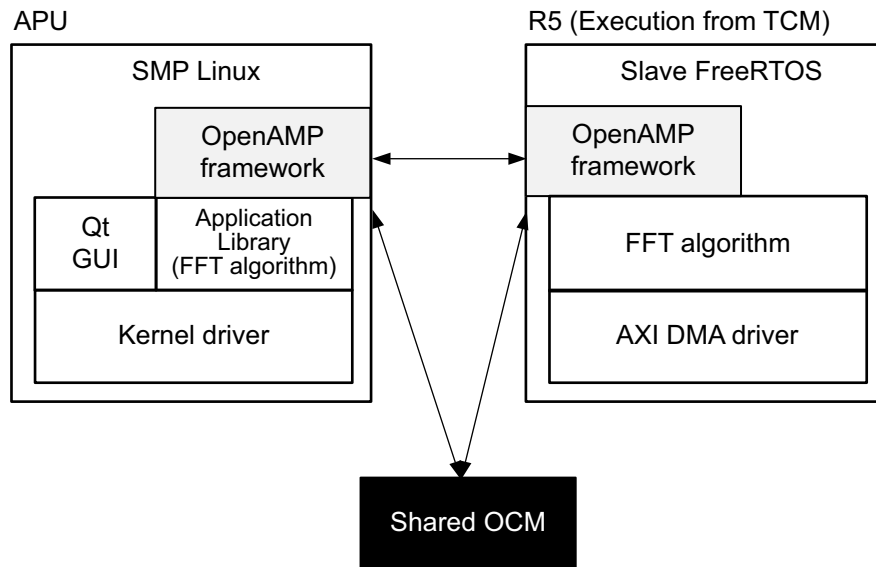 APU
SMP Linux
OpenAMP
framework
Qt
GUI
Application
Library
(FFT algorithm)
Kernel driver
R5 (Execution from TCM)
Slave FreeRTOS
OpenAMP
framework
FFT algorithm
AXI DMA driver
Shared OCM